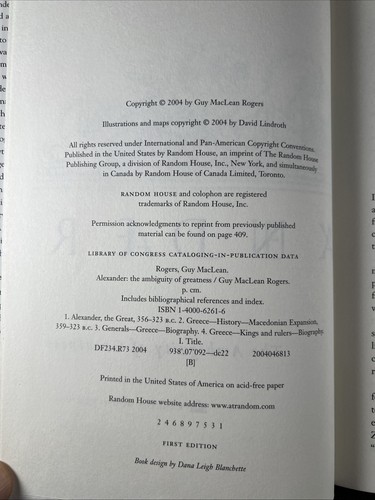 Copyright © 2004 by Guy MacLean Rogers
Illustrations and maps copyright © 2004 by David Lindroth
All rights reserved under International and Pan-American Copyright Conventions.
Published in the United States by Random House, an imprint of The Random House
Publishing Group, a division of Random House, Inc., New York, and simultaneously
in Canada by Random House of Canada Limited, Toronto.
RANDOM HOUSE and colophon are registered
trademarks of Random House, Inc.
Permission acknowledgments to reprint from previously published
material can be found on page 409.
LIBRARY OF CONGRESS CATALOGING-IN-PUBLICATION DATA
Rogers, Guy MacLean.
Alexander: the ambiguity of greatness / Guy MacLean Rogers.
p. cm.
Includes bibliographical references and index.
ISBN 1-4000-6261-6
1. Alexander, the Great, 356–323 B.C. 2. Greece—History—Macedonian Expansion,
359–323 B.C. 3. Generals—Greece—Biography. 4. Greece—Kings and rulers—Biography.
I. Title.
DF234.R73 2004 938'.07'092—dc22 2004046813
[B]
Printed in the United States of America on acid-free paper
Random House website address: www.atrandom.com
2 4 6 8 9 7 5 3 1
FIRST EDITION
Book design by Dana Leigh Blanchette